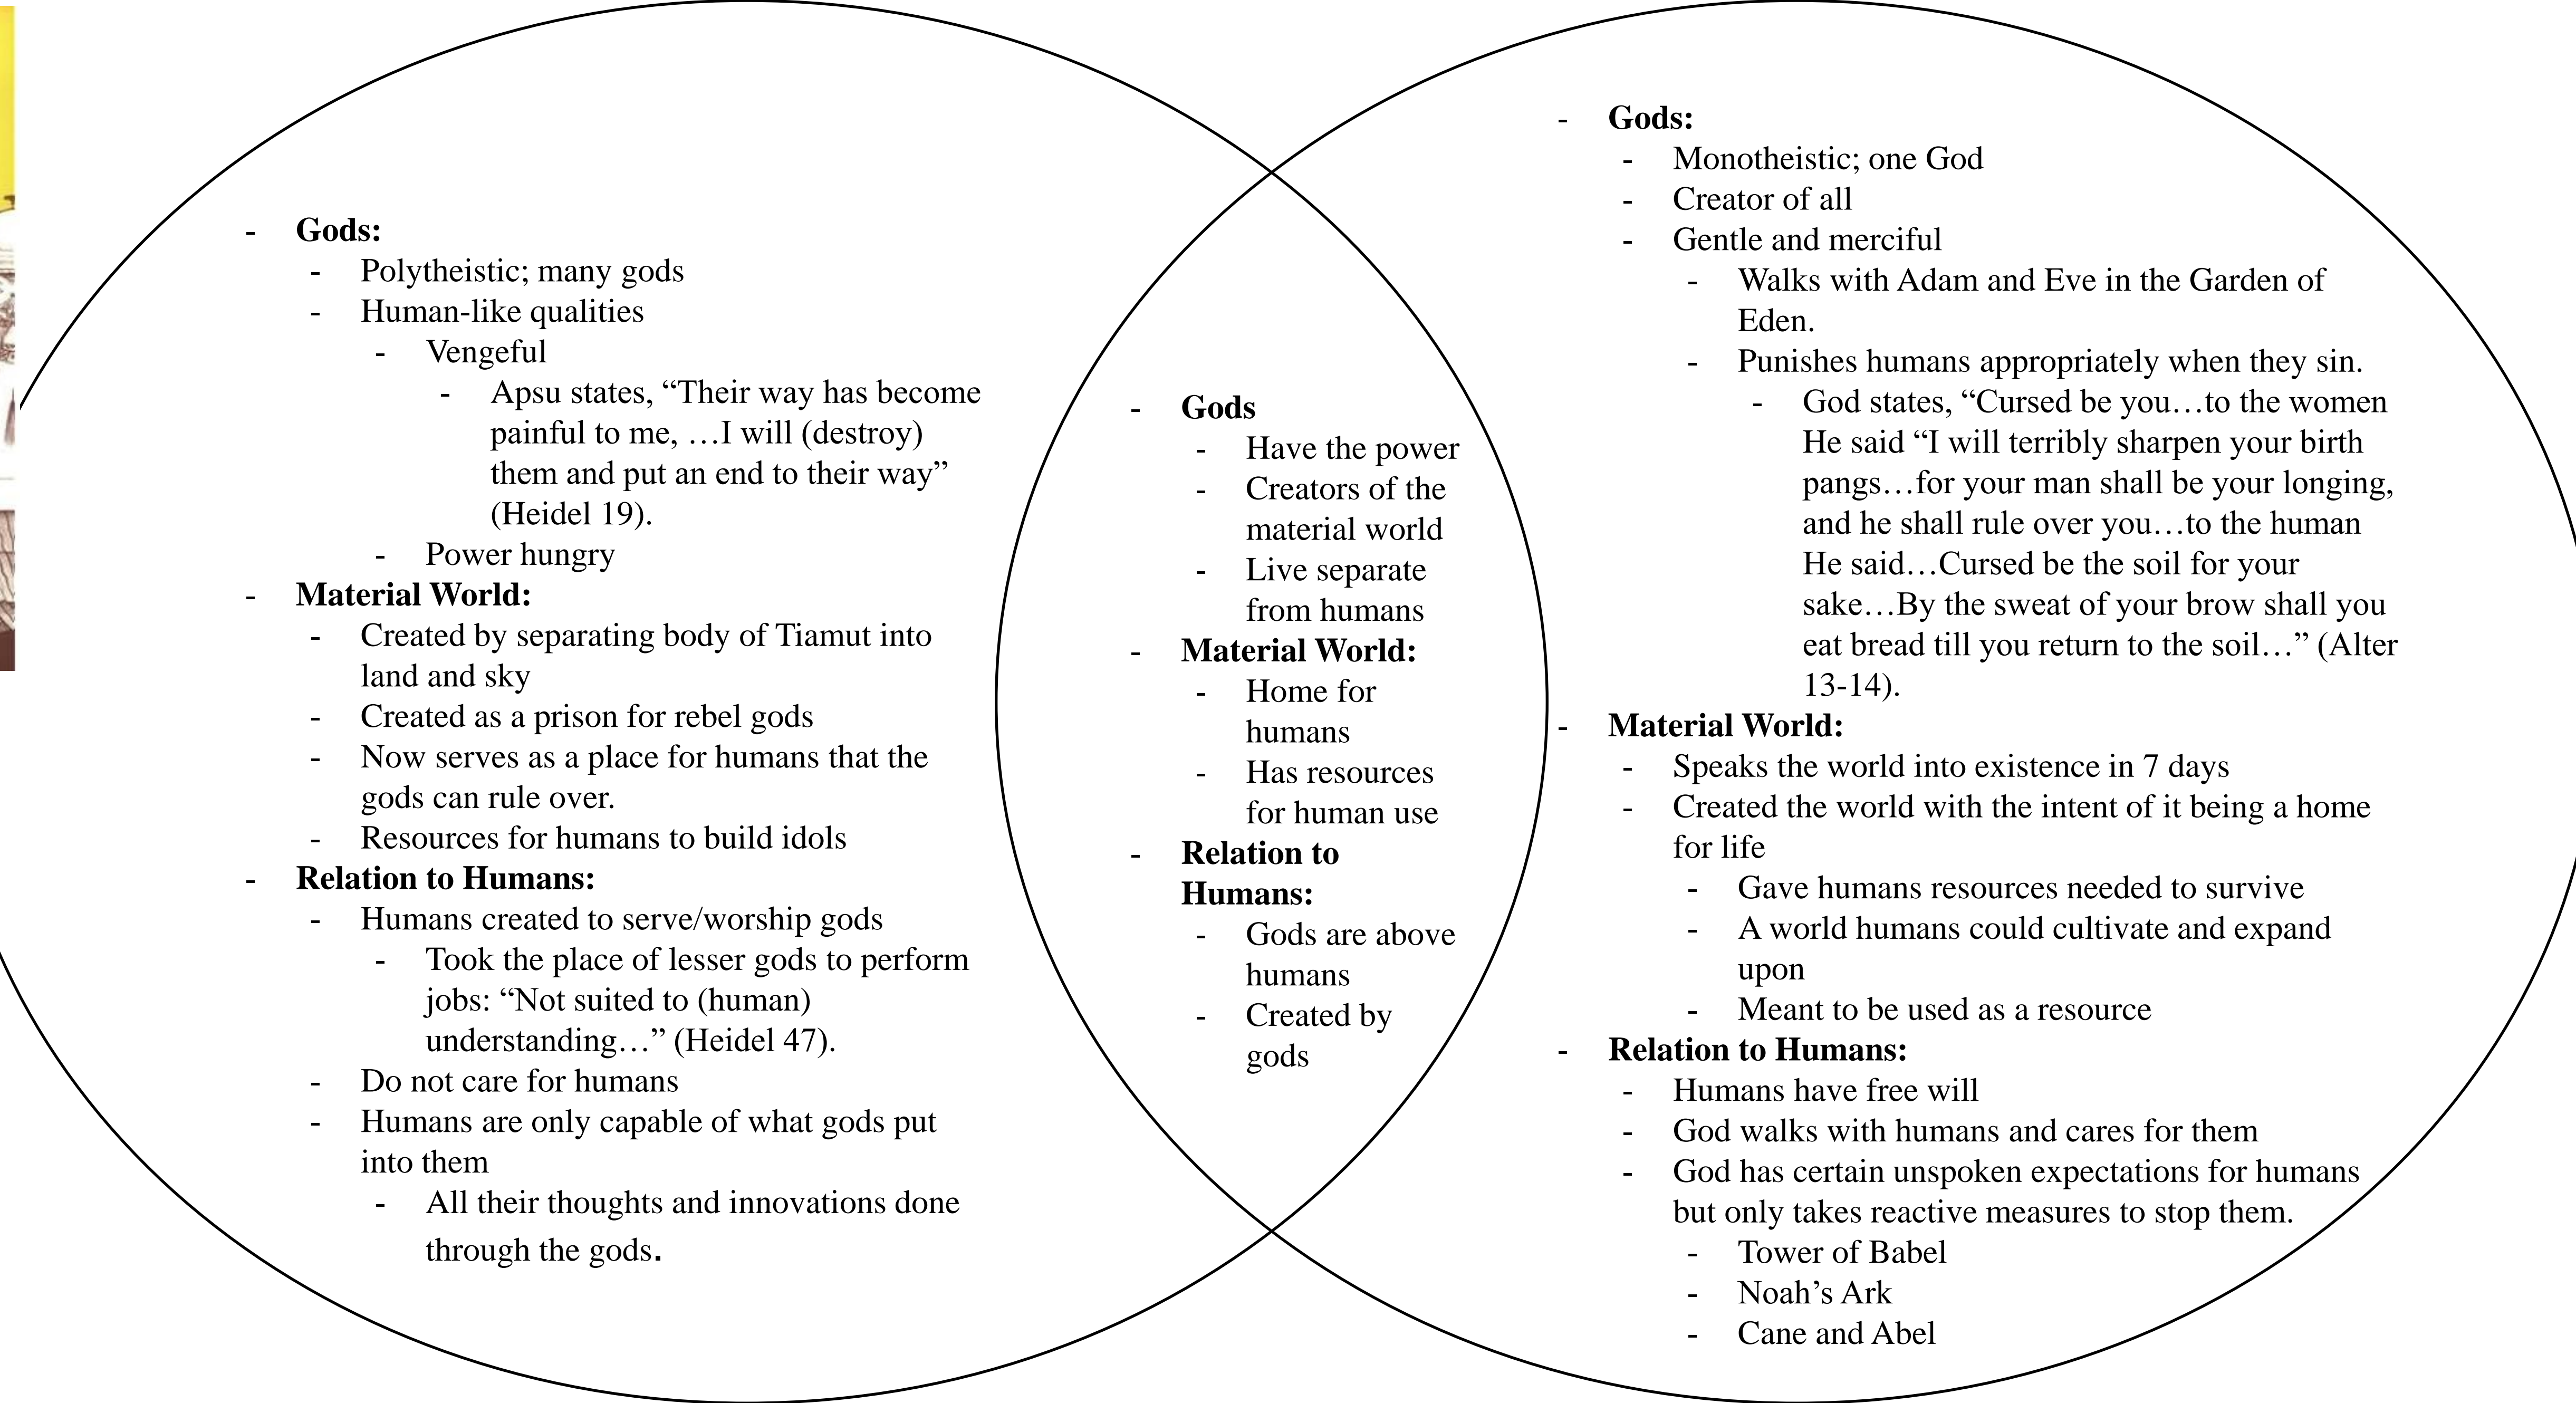 - Gods:
- Polytheistic; many gods
- Human-like qualities
- Vengeful
- Apsu states, “Their way has become
painful to me, …I will (destroy)
them and put an end to their way”
(Heidel 19).
- Power hungry
- Material World:
- Created by separating body of Tiamut into
land and sky
- Created as a prison for rebel gods
- Now serves as a place for humans that the
gods can rule over.
- Resources for humans to build idols
- Relation to Humans:
- Humans created to serve/worship gods
- Took the place of lesser gods to perform
jobs: “Not suited to (human)
understanding…” (Heidel 47).
- Do not care for humans
- Humans are only capable of what gods put
into them
- All their thoughts and innovations done
through the gods.
- Gods
- Have the power
- Creators of the
material world
- Live separate
from humans
- Material World:
- Home for
humans
- Has resources
for human use
- Relation to
Humans:
- Gods are above
humans
- Created by
gods
- Gods:
- Monotheistic; one God
- Creator of all
- Gentle and merciful
- Walks with Adam and Eve in the Garden of
Eden.
- Punishes humans appropriately when they sin.
- God states, “Cursed be you…to the women
He said “I will terribly sharpen your birth
pangs…for your man shall be your longing,
and he shall rule over you…to the human
He said…Cursed be the soil for your
sake…By the sweat of your brow shall you
eat bread till you return to the soil…” (Alter
13-14).
- Material World:
- Speaks the world into existence in 7 days
- Created the world with the intent of it being a home
for life
- Gave humans resources needed to survive
- A world humans could cultivate and expand
upon
- Meant to be used as a resource
- Relation to Humans:
- Humans have free will
- God walks with humans and cares for them
- God has certain unspoken expectations for humans
but only takes reactive measures to stop them.
- Tower of Babel
- Noah’s Ark
- Cane and Abel